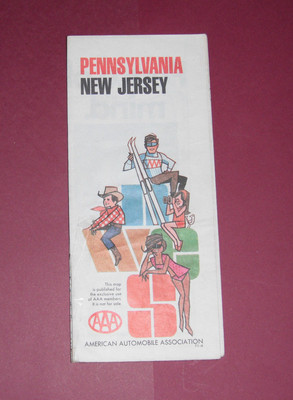 PENNSYLVANIA
NEW JERSEY
This map
is published for
the exclusive use
of AAA members.
It is not for sale.
AAA
AMERICAN AUTOMOBILE ASSOCIATION